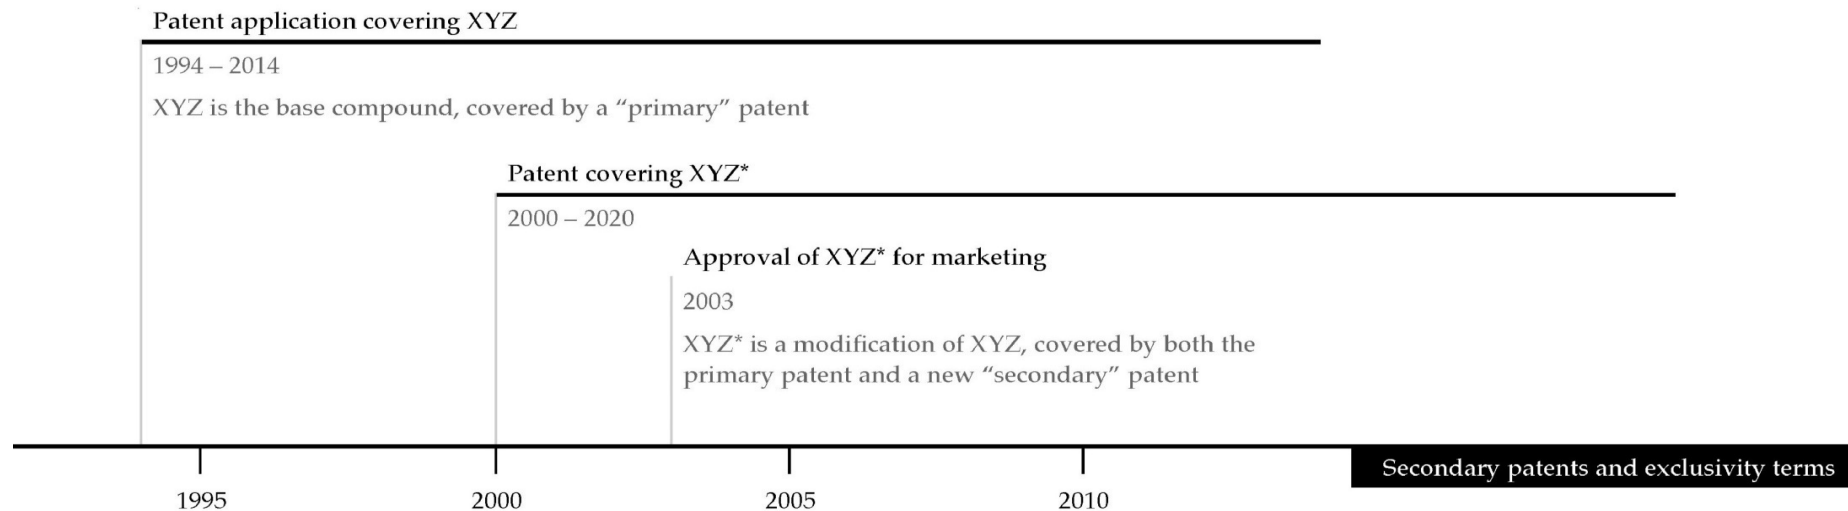 Patent application covering XYZ
1994 – 2014
XYZ is the base compound, covered by a “primary” patent
Patent covering XYZ*
2000 – 2020
Approval of XYZ* for marketing
2003
XYZ* is a modification of XYZ, covered by both the
primary patent and a new “secondary” patent
Secondary patents and exclusivity terms
1995 2000 2005 2010